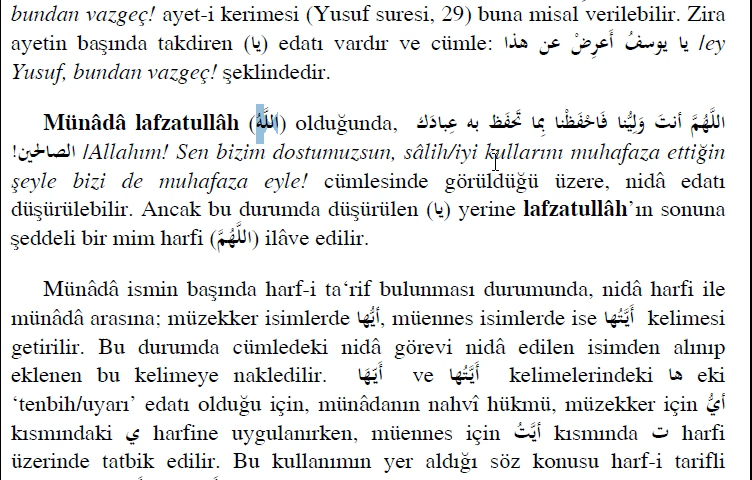 bundan vazgeç! ayet-i kerimesi (Yusuf suresi, 29) buna misal verilebilir. Zira
ayetin başında takdiren (يا) edatı vardır ve cümle: يا يوسفُ أَعرِضْ عن هذا /ey
Yusuf, bundan vazgeç! şeklindedir.
Münâdâ lafzatullâh (اللَّهُ) olduğunda, اللَّهُمَّ أنتَ وَلِيُّنا فَاحْفَظْنا بِما تَحْفَظ به عِبادَك
الصالحين! /Allahım! Sen bizim dostumuzsun, sâlih/iyi kullarını muhafaza ettiğin
şeyle bizi de muhafaza eyle! cümlesinde görüldüğü üzere, nidâ edatı
düşürülebilir. Ancak bu durumda düşürülen (يا) yerine lafzatullâh’ın sonuna
şeddeli bir mim harfi (اللَّهُمَّ) ilâve edilir.
Münâdâ ismin başında harf-i ta‘rif bulunması durumunda, nidâ harfi ile
münâdâ arasına; müzekker isimlerde أَيُّها, müennes isimlerde ise أَيَّتُها kelimesi
getirilir. Bu durumda cümledeki nidâ görevi nidâ edilen isimden alınıp
eklenen bu kelimeye nakledilir. أَيَّهَا ve أَيَّتُها kelimelerindeki ها eki
‘tenbih/uyarı’ edatı olduğu için, münâdanın nahvî hükmü, müzekker için أيُّ
kısmındaki ي harfine uygulanırken, müennes için أيَّتُ kısmında ت harfi
üzerinde tatbik edilir. Bu kullanımın yer aldığı söz konusu harf-i tarifli